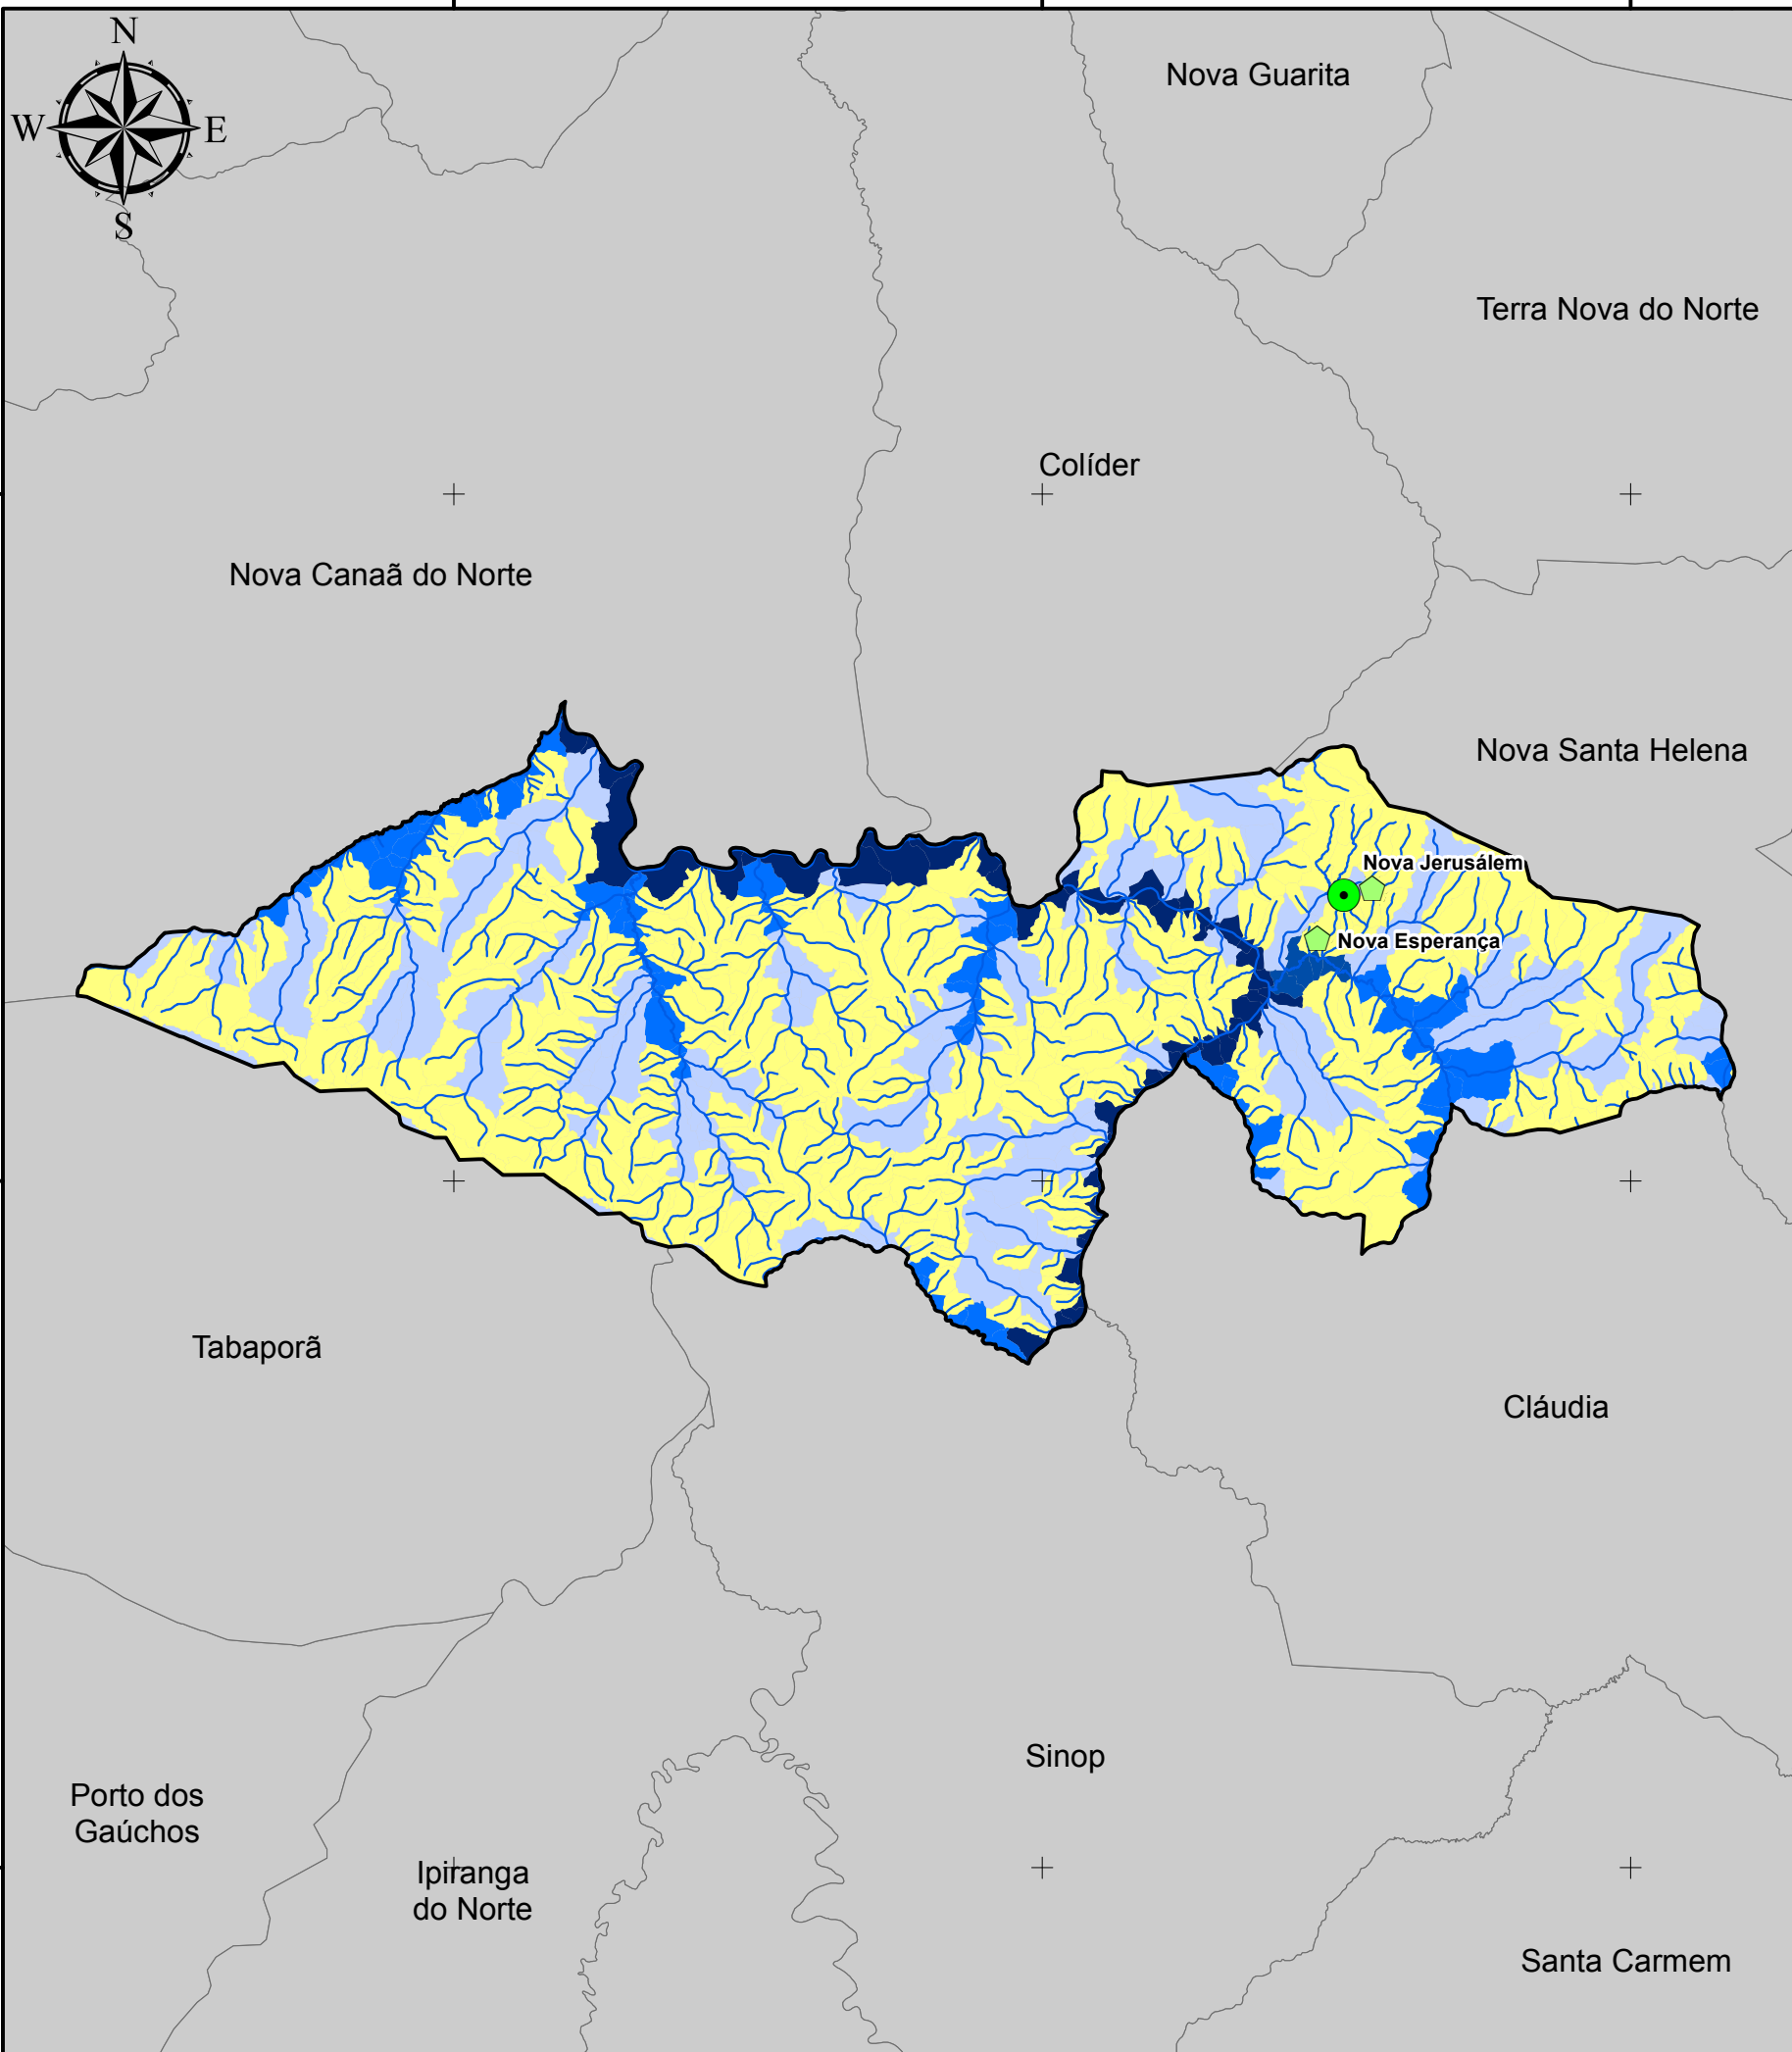 N
Nova Guarita
W
E
S
Terra Nova do Norte
Colíder
Nova Canaã do Norte
Nova Santa Helena
Nova Jerusálem
Nova Esperança
Tabaporã
Cláudia
Sinop
Porto dos
Gaúchos
Ipiranga
do Norte
Santa Carmem